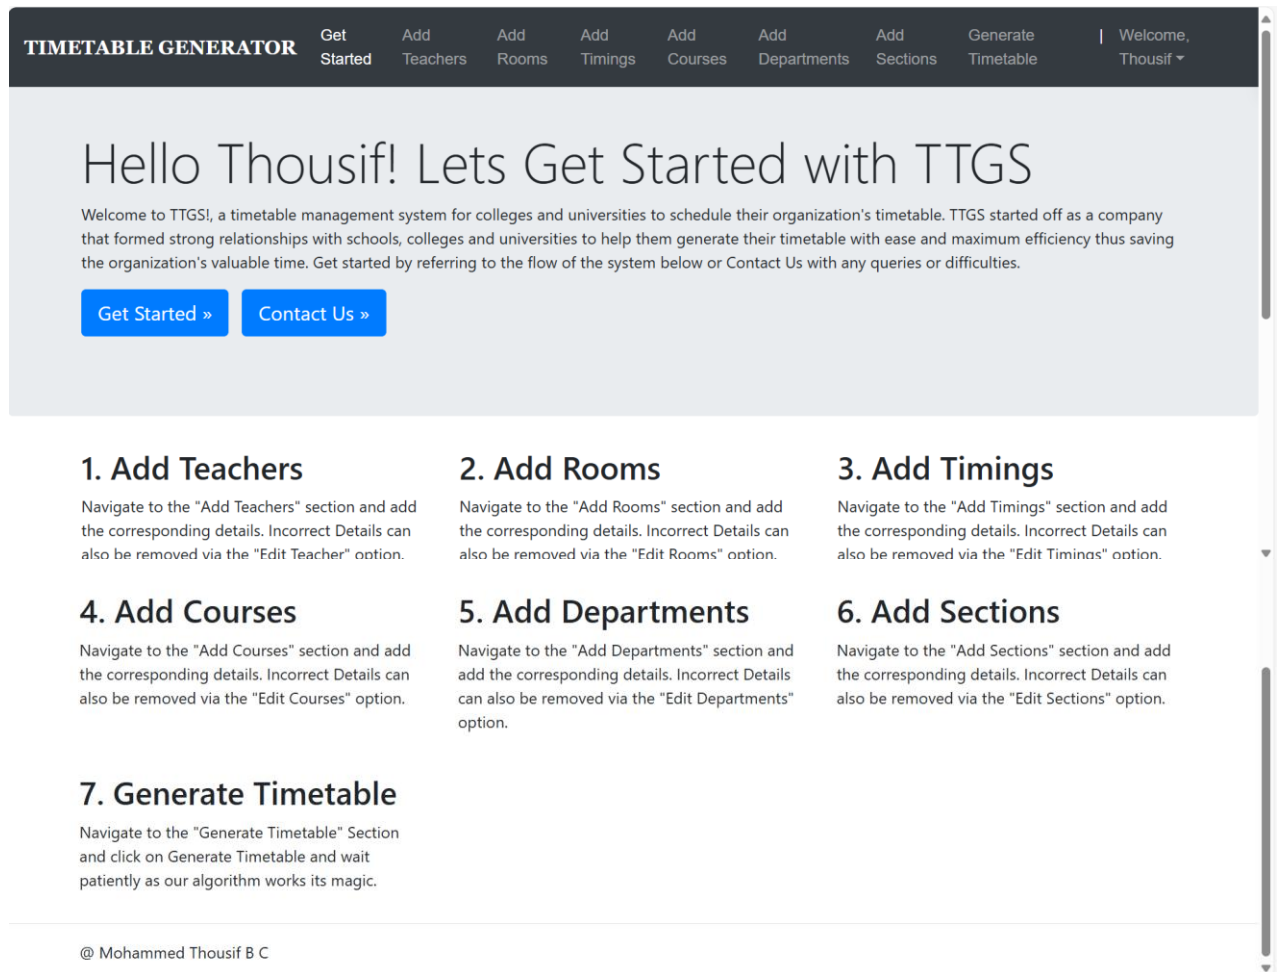 TIMETABLE GENERATOR
Get Started
Add Teachers
Add Rooms
Add Timings
Add Courses
Add Departments
Add Sections
Generate Timetable
| Welcome, Thousif
Hello Thousif! Lets Get Started with TTGS
Welcome to TTGS!, a timetable management system for colleges and universities to schedule their organization's timetable. TTGS started off as a company
that formed strong relationships with schools, colleges and universities to help them generate their timetable with ease and maximum efficiency thus saving
the organization's valuable time. Get started by referring to the flow of the system below or Contact Us with any queries or difficulties.
Get Started »
Contact Us »
1. Add Teachers
Navigate to the "Add Teachers" section and add
the corresponding details. Incorrect Details can
also be removed via the "Edit Teacher" option.
2. Add Rooms
Navigate to the "Add Rooms" section and add
the corresponding details. Incorrect Details can
also be removed via the "Edit Rooms" option.
3. Add Timings
Navigate to the "Add Timings" section and add
the corresponding details. Incorrect Details can
also be removed via the "Edit Timings" option.
4. Add Courses
Navigate to the "Add Courses" section and add
the corresponding details. Incorrect Details can
also be removed via the "Edit Courses" option.
5. Add Departments
Navigate to the "Add Departments" section and
add the corresponding details. Incorrect Details
can also be removed via the "Edit Departments"
option.
6. Add Sections
Navigate to the "Add Sections" section and add
the corresponding details. Incorrect Details can
also be removed via the "Edit Sections" option.
7. Generate Timetable
Navigate to the "Generate Timetable" Section
and click on Generate Timetable and wait
patiently as our algorithm works its magic.
@ Mohammed Thousif B C